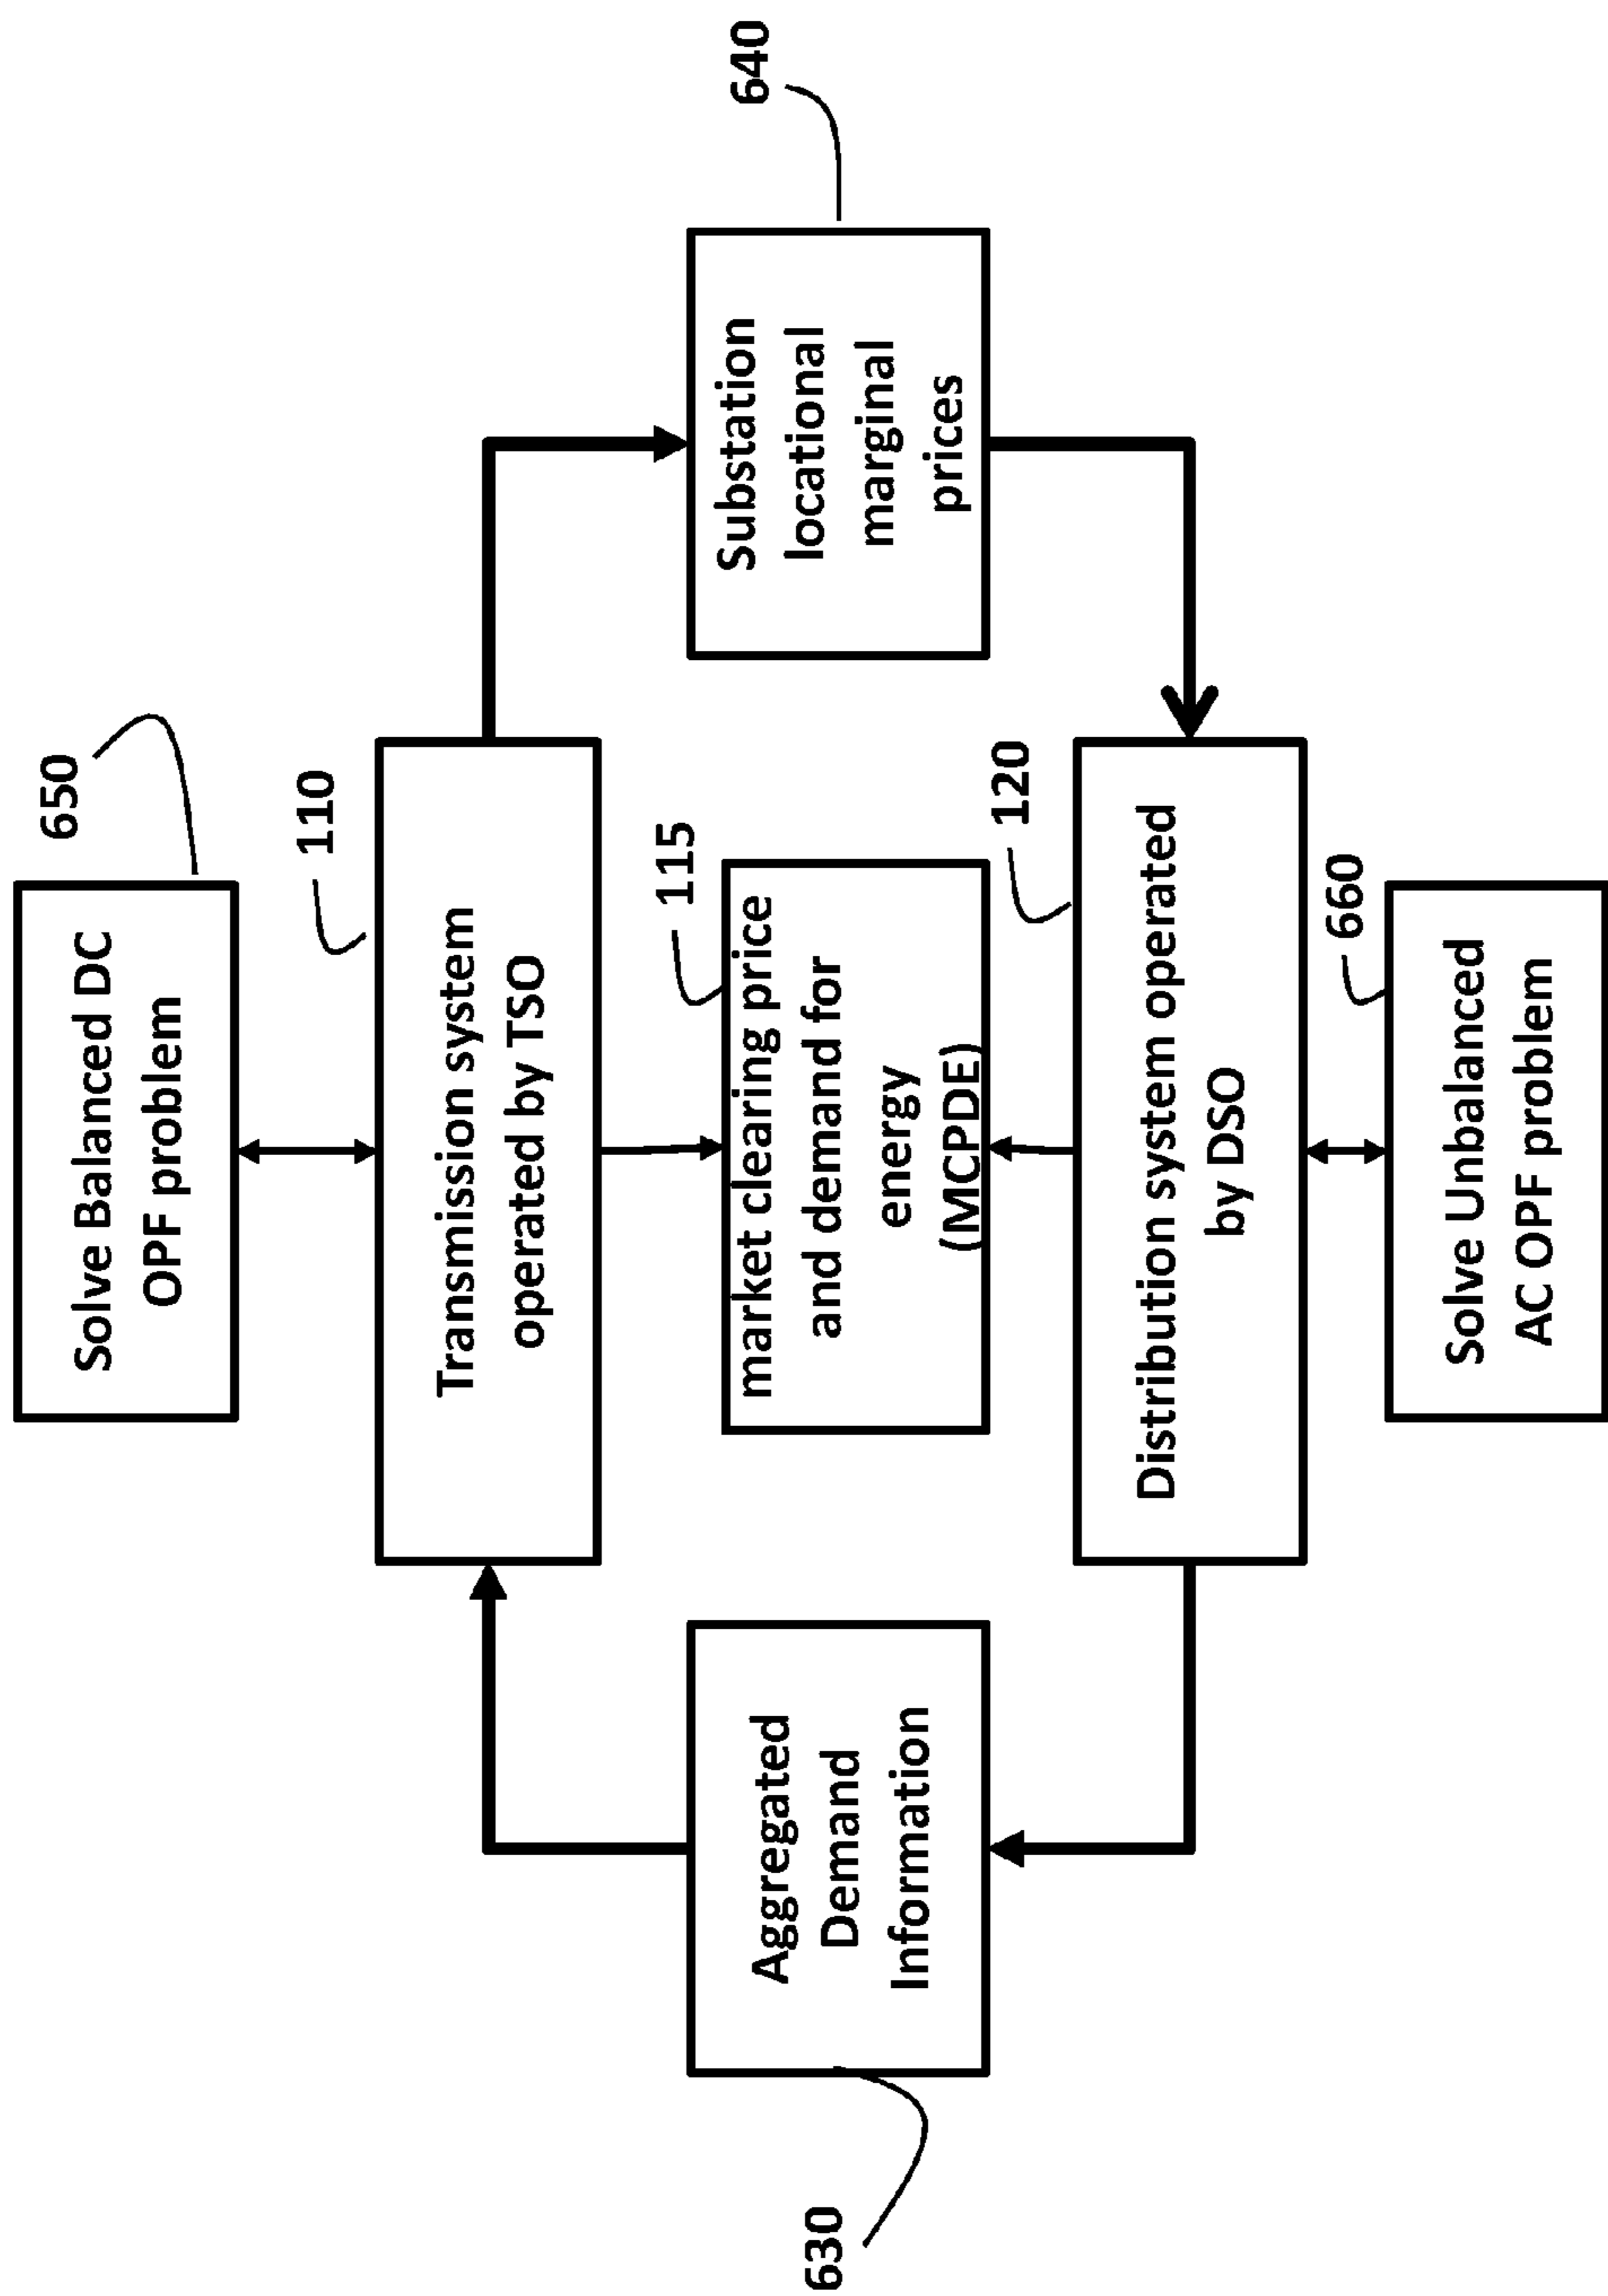 650
Solve Balanced DC
OPF problem
110
Transmission system
operated by TSO
630
Aggregated
Demand
Information
115
market clearing price
and demand for
energy
(MCPDE)
640
Substation
locational
marginal
prices
120
Distribution system operated
by DSO
660
Solve Unbalanced
AC OPF problem